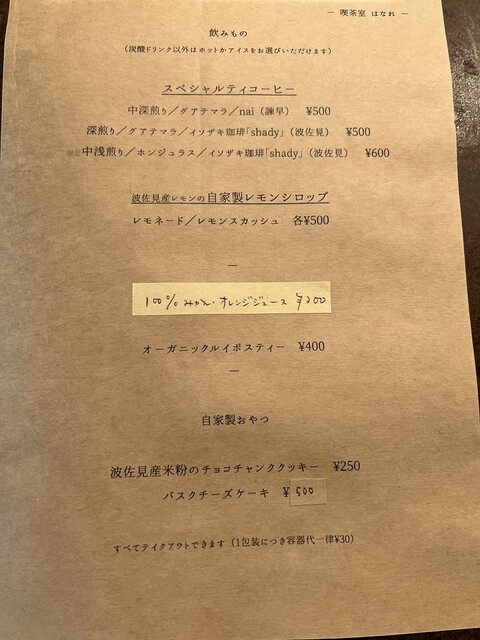 ― 喫茶室 はなれ ―
飲みもの
（炭酸ドリンク以外はホットかアイスをお選びいただけます）
スペシャルティコーヒー
中深煎り／グアテマラ／nai（諫早） ¥500
深煎り／グアテマラ／イソザキ珈琲「shady」（波佐見） ¥500
中浅煎り／ホンジュラス／イソザキ珈琲「shady」（波佐見） ¥600
波佐見産レモンの自家製レモンシロップ
レモネード／レモンスカッシュ 各¥500
―
100% みかん・オレンジジュース
オーガニックルイボスティー ¥400
―
自家製おやつ
波佐見産米粉のチョコチャンククッキー ¥250
バスクチーズケーキ ¥500
すべてテイクアウトできます（1包装につき容器代一律¥30）